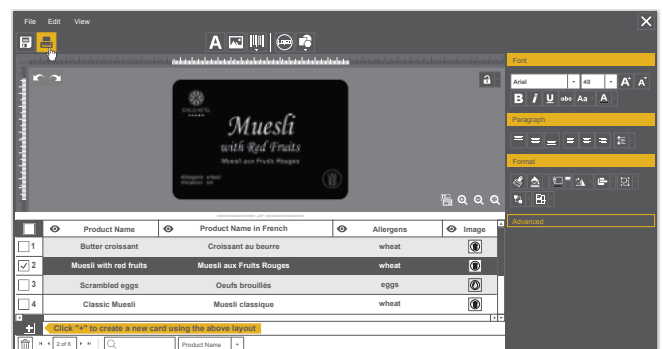 File Edit View
A
Font
Arial 40 A A
B i U abc Aa A
Paragraph
Format
Advanced
Muesli
with Red Fruits
Muesli aux Fruits Rouges
Product Name Product Name in French Allergens Image
1 Butter croissant Croissant au beurre wheat
2 Muesli with red fruits Muesli aux Fruits Rouges wheat
3 Scrambled eggs Oeufs brouillés eggs
4 Classic Muesli Muesli classique wheat
Click "+" to create a new card using the above layout
2 of 8 Product Name